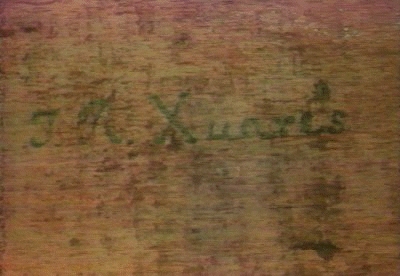 J. K. Xuares